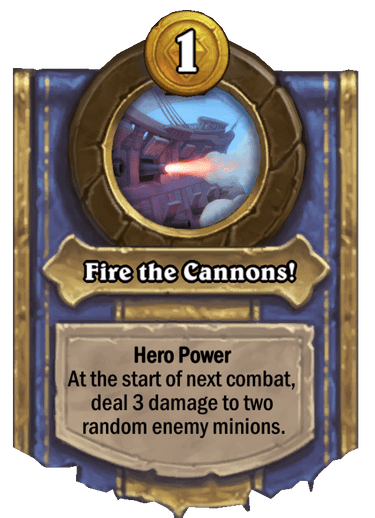 1
Fire the Cannons!
Hero Power
At the start of next combat,
deal 3 damage to two
random enemy minions.